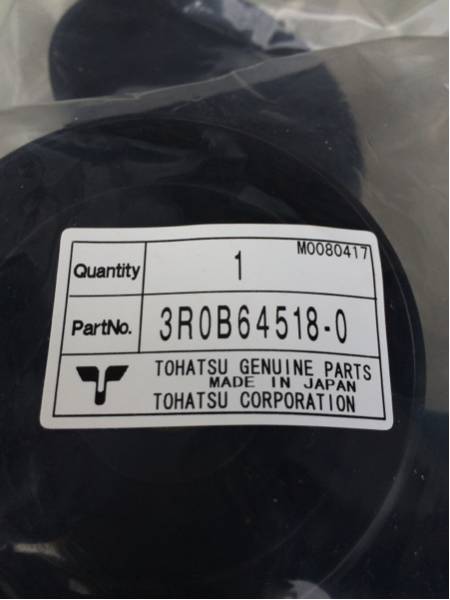 M0080417
Quantity 1
PartNo. 3R0B64518-0
TOHATSU GENUINE PARTS
MADE IN JAPAN
TOHATSU CORPORATION